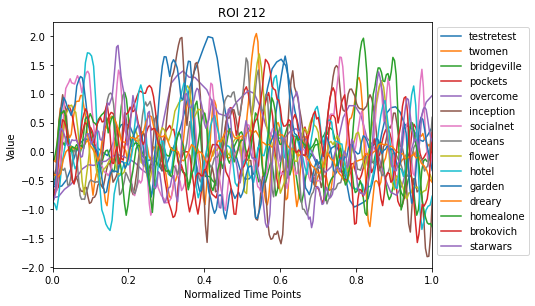 ROI 212
Value
2.0
1.5
1.0
0.5
0.0
−0.5
−1.0
−1.5
−2.0
0.0 0.2 0.4 0.6 0.8 1.0
Normalized Time Points
testretest
twomen
bridgeville
pockets
overcome
inception
socialnet
oceans
flower
hotel
garden
dreary
homealone
brokovich
starwars